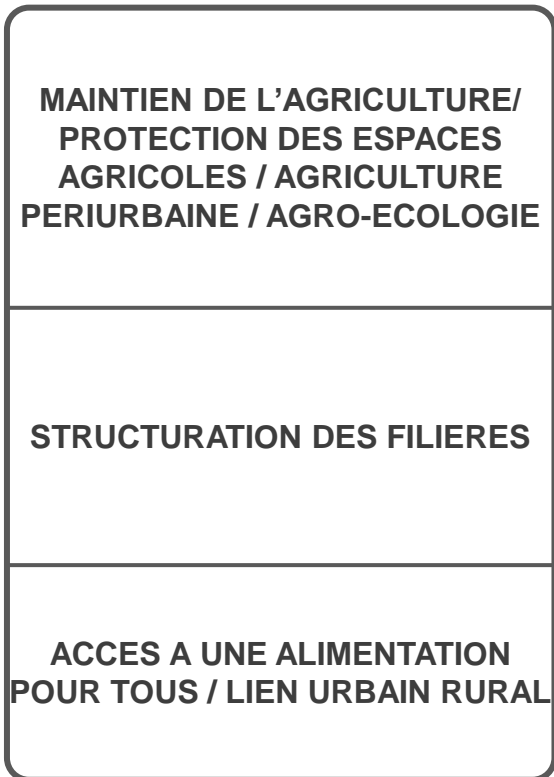 MAINTIEN DE L’AGRICULTURE/
PROTECTION DES ESPACES
AGRICOLES / AGRICULTURE
PERIURBAINE / AGRO-ECOLOGIE
STRUCTURATION DES FILIERES
ACCES A UNE ALIMENTATION
POUR TOUS / LIEN URBAIN RURAL